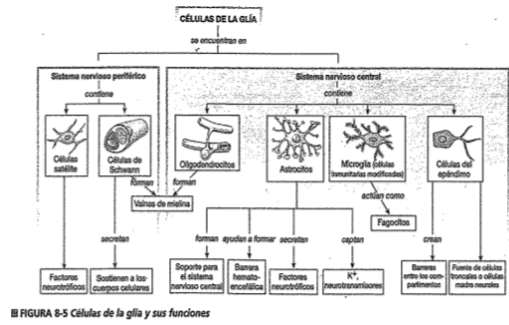 CÉLULAS DE LA GLÍA
se encuentran en
Sistema nervioso periférico
contiene
Células
satélite
Células de
Schwann
forman
forman
Vainas de mielina
secretan
Factores
neurotróficos
Sostienen a los
cuerpos celulares
Sistema nervioso central
contiene
Oligodendrocitos
Astrocitos
Microglia (células
inmunitarias modificadas)
Células del
epéndimo
actúan como
Fagocitos
forman
ayudan a formar
secretan
captan
crean
Soporte para
el sistema
nervioso central
Barrera
hemato-
encefálica
Factores
neurotróficos
K+,
neurotransmisores
Barreras
entre los com-
partimentos
Fuente de células
troncales o células
madre neurales
FIGURA 8-5 Células de la glía y sus funciones